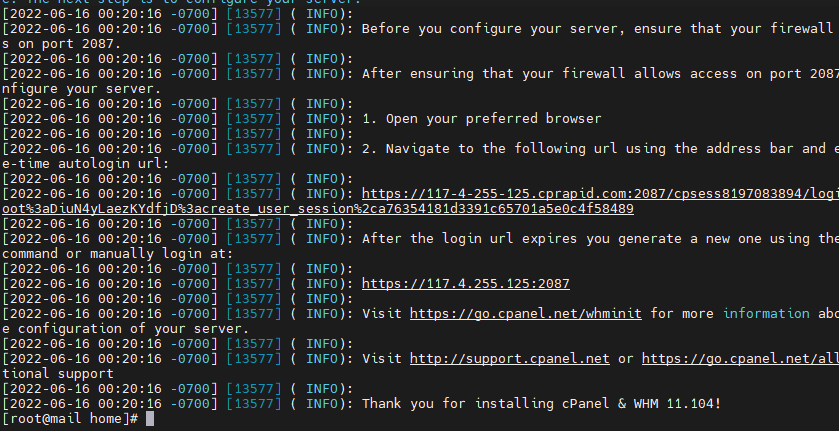 e. The next step is to configure your server.
[2022-06-16 00:20:16 -0700] [13577] ( INFO):
[2022-06-16 00:20:16 -0700] [13577] ( INFO): Before you configure your server, ensure that your firewall
s on port 2087.
[2022-06-16 00:20:16 -0700] [13577] ( INFO):
[2022-06-16 00:20:16 -0700] [13577] ( INFO): After ensuring that your firewall allows access on port 2087
nfigure your server.
[2022-06-16 00:20:16 -0700] [13577] ( INFO):
[2022-06-16 00:20:16 -0700] [13577] ( INFO): 1. Open your preferred browser
[2022-06-16 00:20:16 -0700] [13577] ( INFO):
[2022-06-16 00:20:16 -0700] [13577] ( INFO): 2. Navigate to the following url using the address bar and e
e-time autologin url:
[2022-06-16 00:20:16 -0700] [13577] ( INFO):
[2022-06-16 00:20:16 -0700] [13577] ( INFO): https://117-4-255-125.cprapid.com:2087/cpsess8197083894/logi
oot%3aDiuN4yLaezKYdfjD%3acreate_user_session%2ca76354181d3391c65701a5e0c4f58489
[2022-06-16 00:20:16 -0700] [13577] ( INFO):
[2022-06-16 00:20:16 -0700] [13577] ( INFO): After the login url expires you generate a new one using the
command or manually login at:
[2022-06-16 00:20:16 -0700] [13577] ( INFO):
[2022-06-16 00:20:16 -0700] [13577] ( INFO): https://117.4.255.125:2087
[2022-06-16 00:20:16 -0700] [13577] ( INFO):
[2022-06-16 00:20:16 -0700] [13577] ( INFO): Visit https://go.cpanel.net/whminit for more information abo
e configuration of your server.
[2022-06-16 00:20:16 -0700] [13577] ( INFO):
[2022-06-16 00:20:16 -0700] [13577] ( INFO): Visit http://support.cpanel.net or https://go.cpanel.net/all
tional support
[2022-06-16 00:20:16 -0700] [13577] ( INFO):
[2022-06-16 00:20:16 -0700] [13577] ( INFO): Thank you for installing cPanel & WHM 11.104!
[root@mail home]#